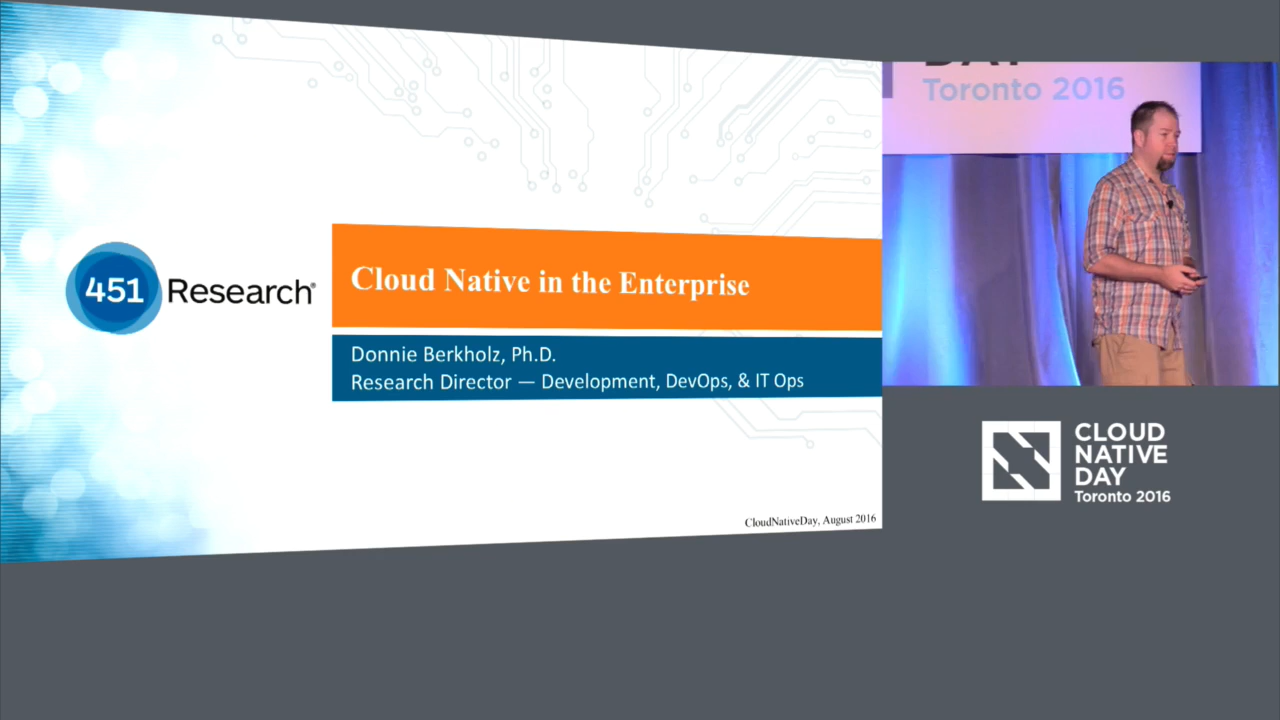 451 Research®
Cloud Native in the Enterprise
Donnie Berkholz, Ph.D.
Research Director — Development, DevOps, & IT Ops
CloudNativeDay, August 2016
DAY
Toronto 2016
CLOUD
NATIVE
DAY
Toronto 2016